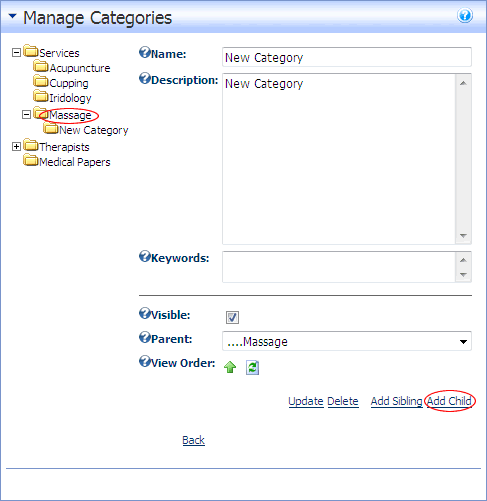 Manage Categories
Services
Acupuncture
Cupping
Iridology
Massage
New Category
Therapists
Medical Papers
Name: New Category
Description: New Category
Keywords:
Visible:
Parent: ....Massage
View Order:
Update Delete Add Sibling Add Child
Back